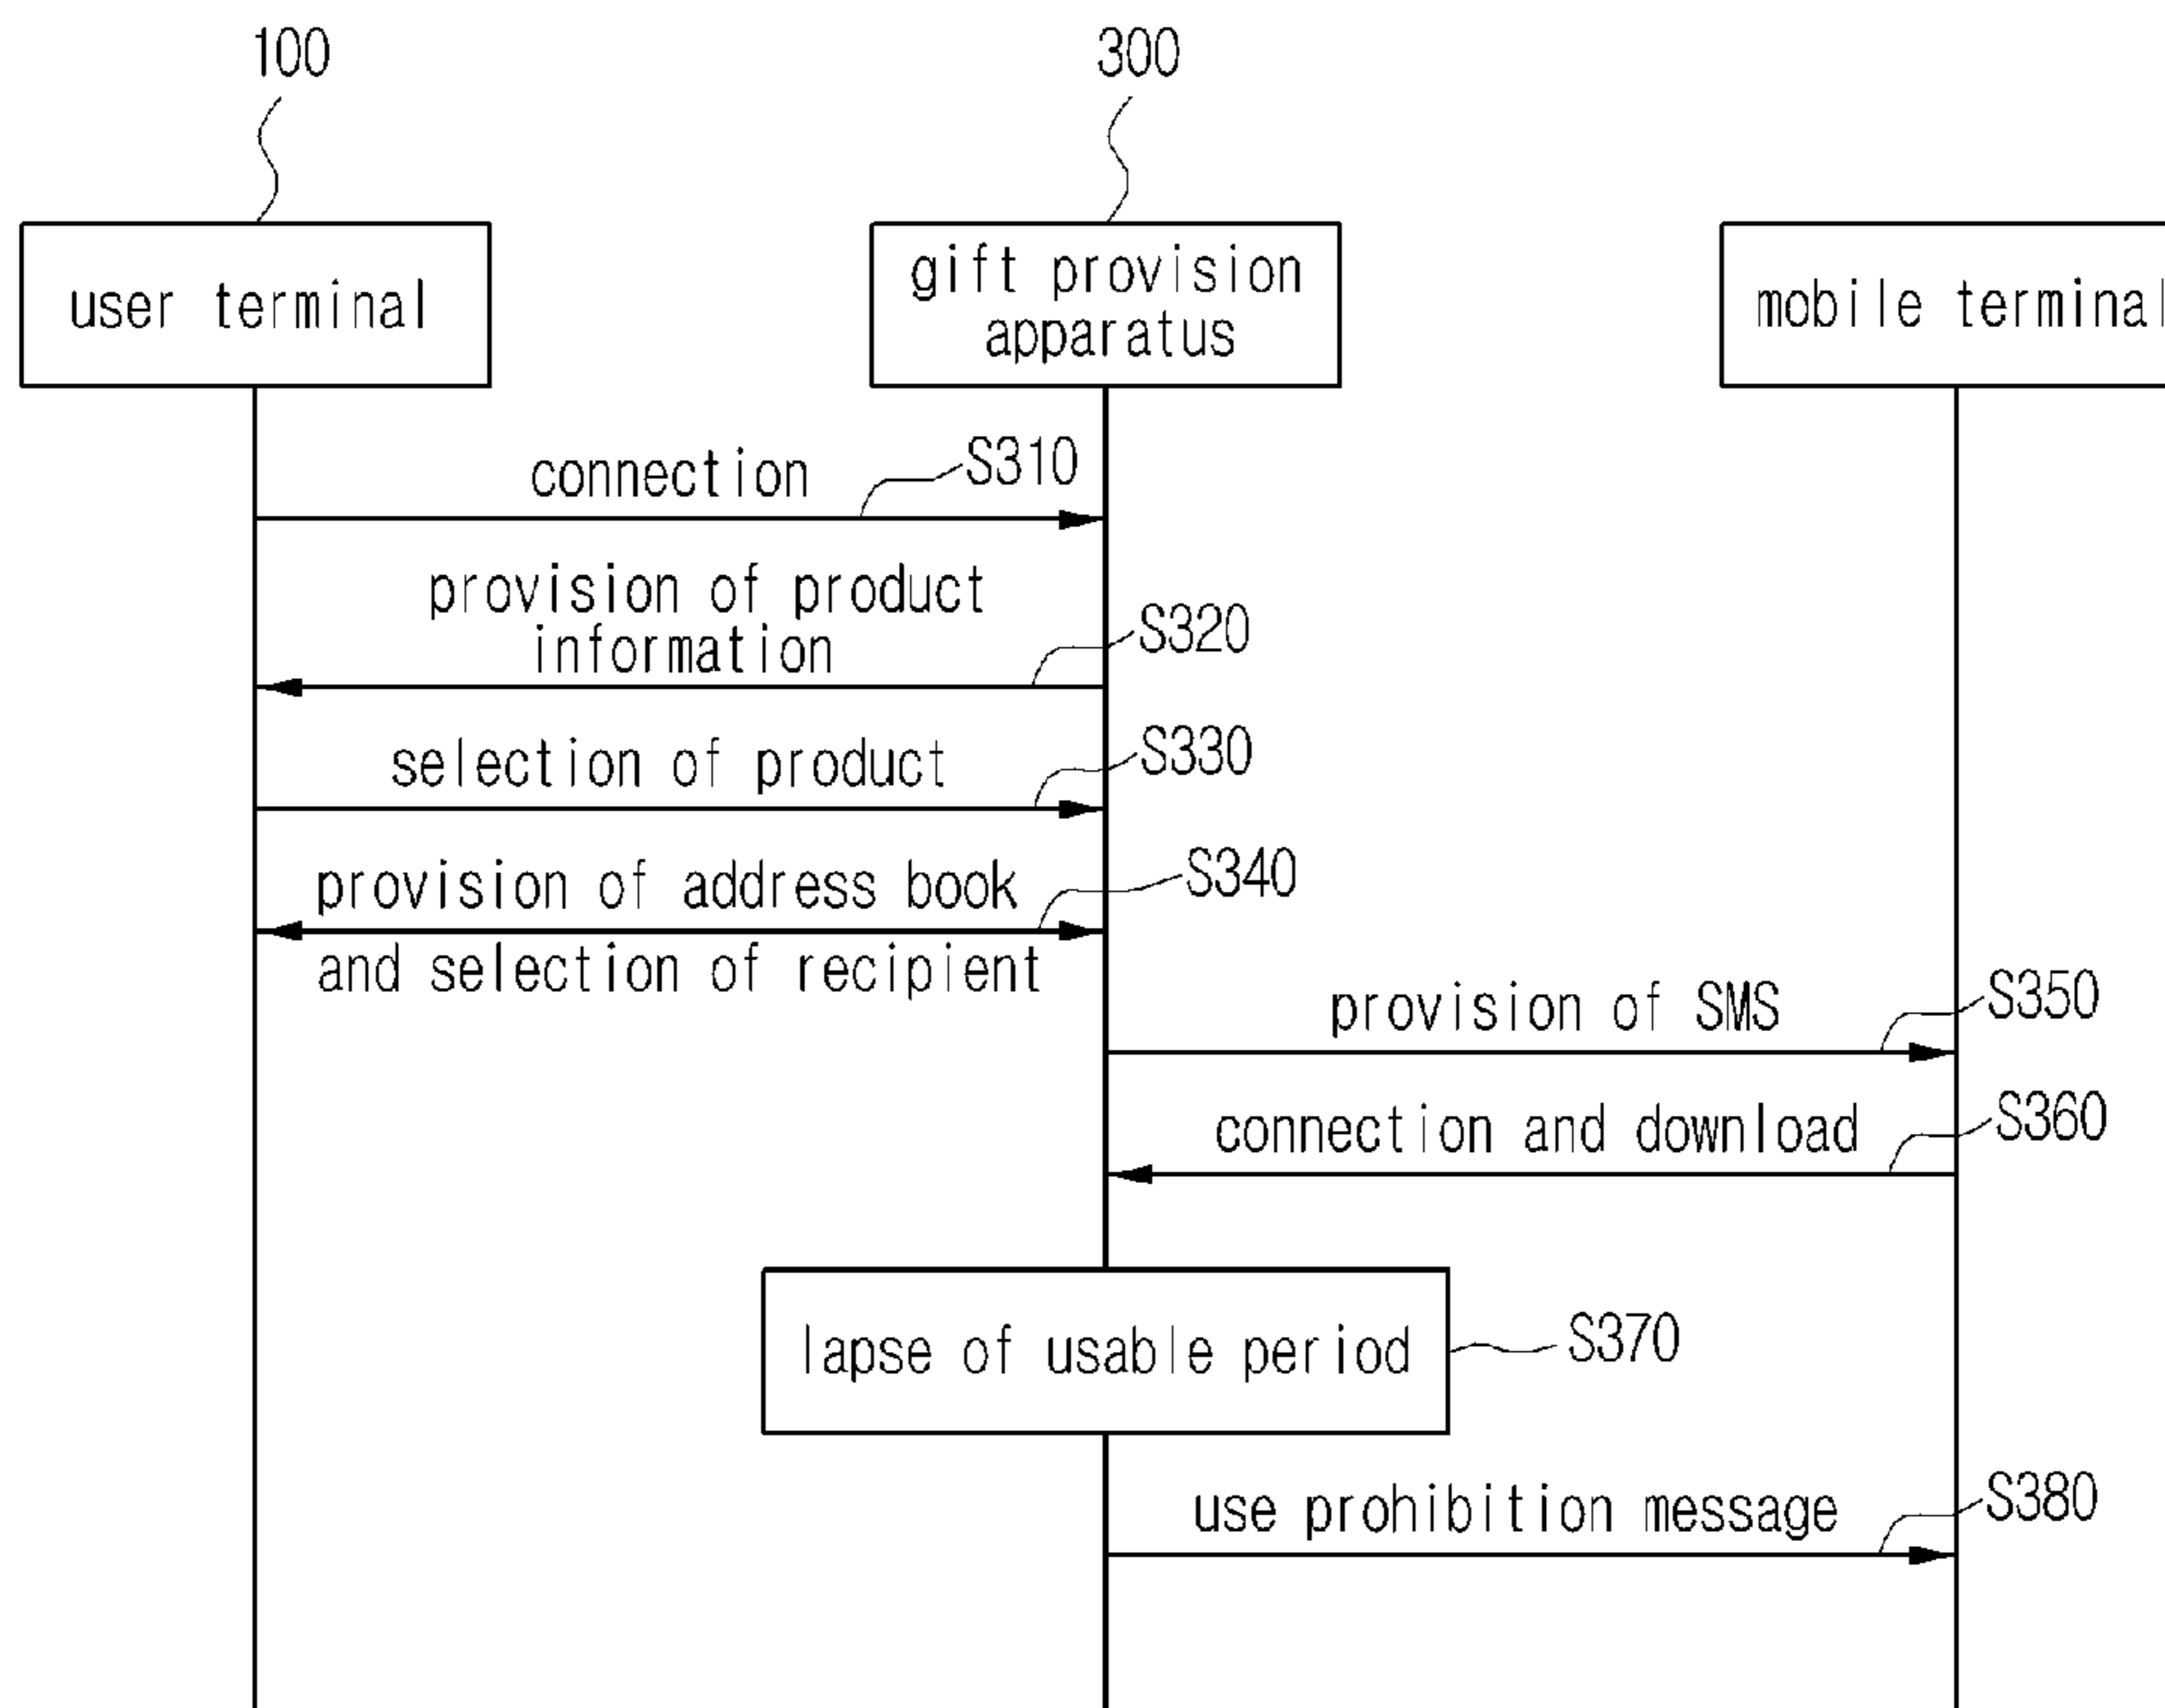 100
300
user terminal
gift provision
apparatus
mobile terminal
connection
S310
provision of product
information
S320
selection of product
S330
provision of address book
S340
and selection of recipient
provision of SMS
S350
connection and download
S360
lapse of usable period
S370
use prohibition message
S380